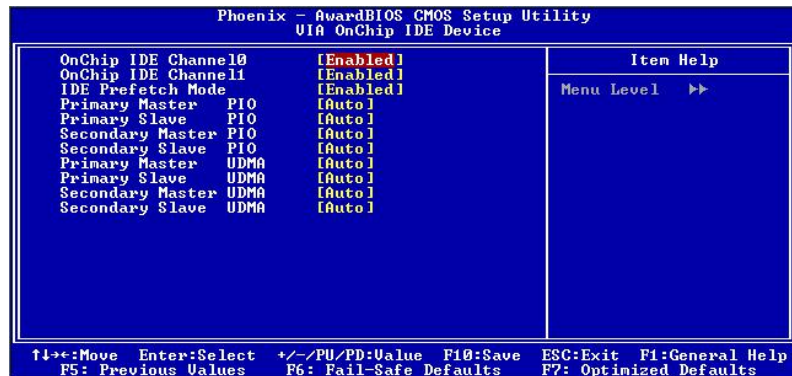 Phoenix - AwardBIOS CMOS Setup Utility
VIA OnChip IDE Device
OnChip IDE Channel0 [Enabled]
OnChip IDE Channel1 [Enabled]
IDE Prefetch Mode [Enabled]
Primary Master PIO [Auto]
Primary Slave PIO [Auto]
Secondary Master PIO [Auto]
Secondary Slave PIO [Auto]
Primary Master UDMA [Auto]
Primary Slave UDMA [Auto]
Secondary Master UDMA [Auto]
Secondary Slave UDMA [Auto]
Item Help
Menu Level ►►
↑↓→←:Move Enter:Select +/-/PU/PD:Value F10:Save ESC:Exit F1:General Help
F5: Previous Values F6: Fail-Safe Defaults F7: Optimized Defaults